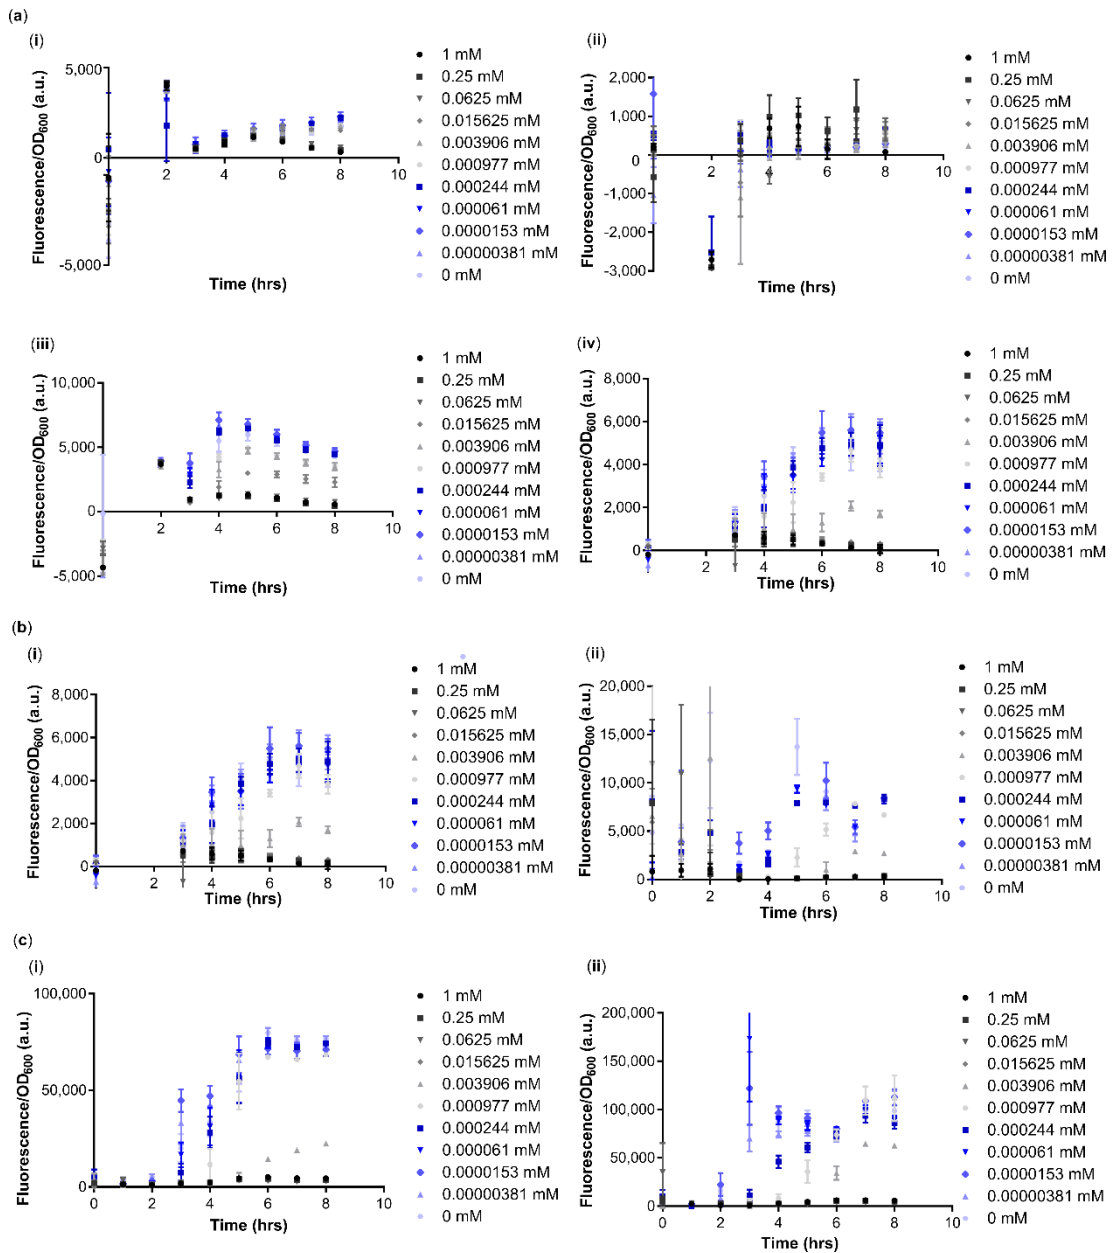 (a)
(i)
Fluorescence/OD600 (a.u.)
5,000
0
-5,000
2
4
6
8
10
Time (hrs)
1 mM
0.25 mM
0.0625 mM
0.015625 mM
0.003906 mM
0.000977 mM
0.000244 mM
0.000061 mM
0.0000153 mM
0.00000381 mM
0 mM
(ii)
Fluorescence/OD600 (a.u.)
2,000
1,000
0
-1,000
-2,000
-3,000
2
4
6
8
10
Time (hrs)
1 mM
0.25 mM
0.0625 mM
0.015625 mM
0.003906 mM
0.000977 mM
0.000244 mM
0.000061 mM
0.0000153 mM
0.00000381 mM
0 mM
(iii)
Fluorescence/OD600 (a.u.)
10,000
5,000
0
-5,000
2
4
6
8
10
Time (hrs)
1 mM
0.25 mM
0.0625 mM
0.015625 mM
0.003906 mM
0.000977 mM
0.000244 mM
0.000061 mM
0.0000153 mM
0.00000381 mM
0 mM
(iv)
Fluorescence/OD600 (a.u.)
8,000
6,000
4,000
2,000
0
2
4
6
8
10
Time (hrs)
1 mM
0.25 mM
0.0625 mM
0.015625 mM
0.003906 mM
0.000977 mM
0.000244 mM
0.000061 mM
0.0000153 mM
0.00000381 mM
0 mM
(b)
(i)
Fluorescence/OD600 (a.u.)
8,000
6,000
4,000
2,000
0
2
4
6
8
10
Time (hrs)
1 mM
0.25 mM
0.0625 mM
0.015625 mM
0.003906 mM
0.000977 mM
0.000244 mM
0.000061 mM
0.0000153 mM
0.00000381 mM
0 mM
(ii)
Fluorescence/OD600 (a.u.)
20,000
15,000
10,000
5,000
0
0
2
4
6
8
10
Time (hrs)
1 mM
0.25 mM
0.0625 mM
0.015625 mM
0.003906 mM
0.000977 mM
0.000244 mM
0.000061 mM
0.0000153 mM
0.00000381 mM
0 mM
(c)
(i)
Fluorescence/OD600 (a.u.)
100,000
50,000
0
0
2
4
6
8
10
Time (hrs)
1 mM
0.25 mM
0.0625 mM
0.015625 mM
0.003906 mM
0.000977 mM
0.000244 mM
0.000061 mM
0.0000153 mM
0.00000381 mM
0 mM
(ii)
Fluorescence/OD600 (a.u.)
200,000
150,000
100,000
50,000
0
0
2
4
6
8
10
Time (hrs)
1 mM
0.25 mM
0.0625 mM
0.015625 mM
0.003906 mM
0.000977 mM
0.000244 mM
0.000061 mM
0.0000153 mM
0.00000381 mM
0 mM